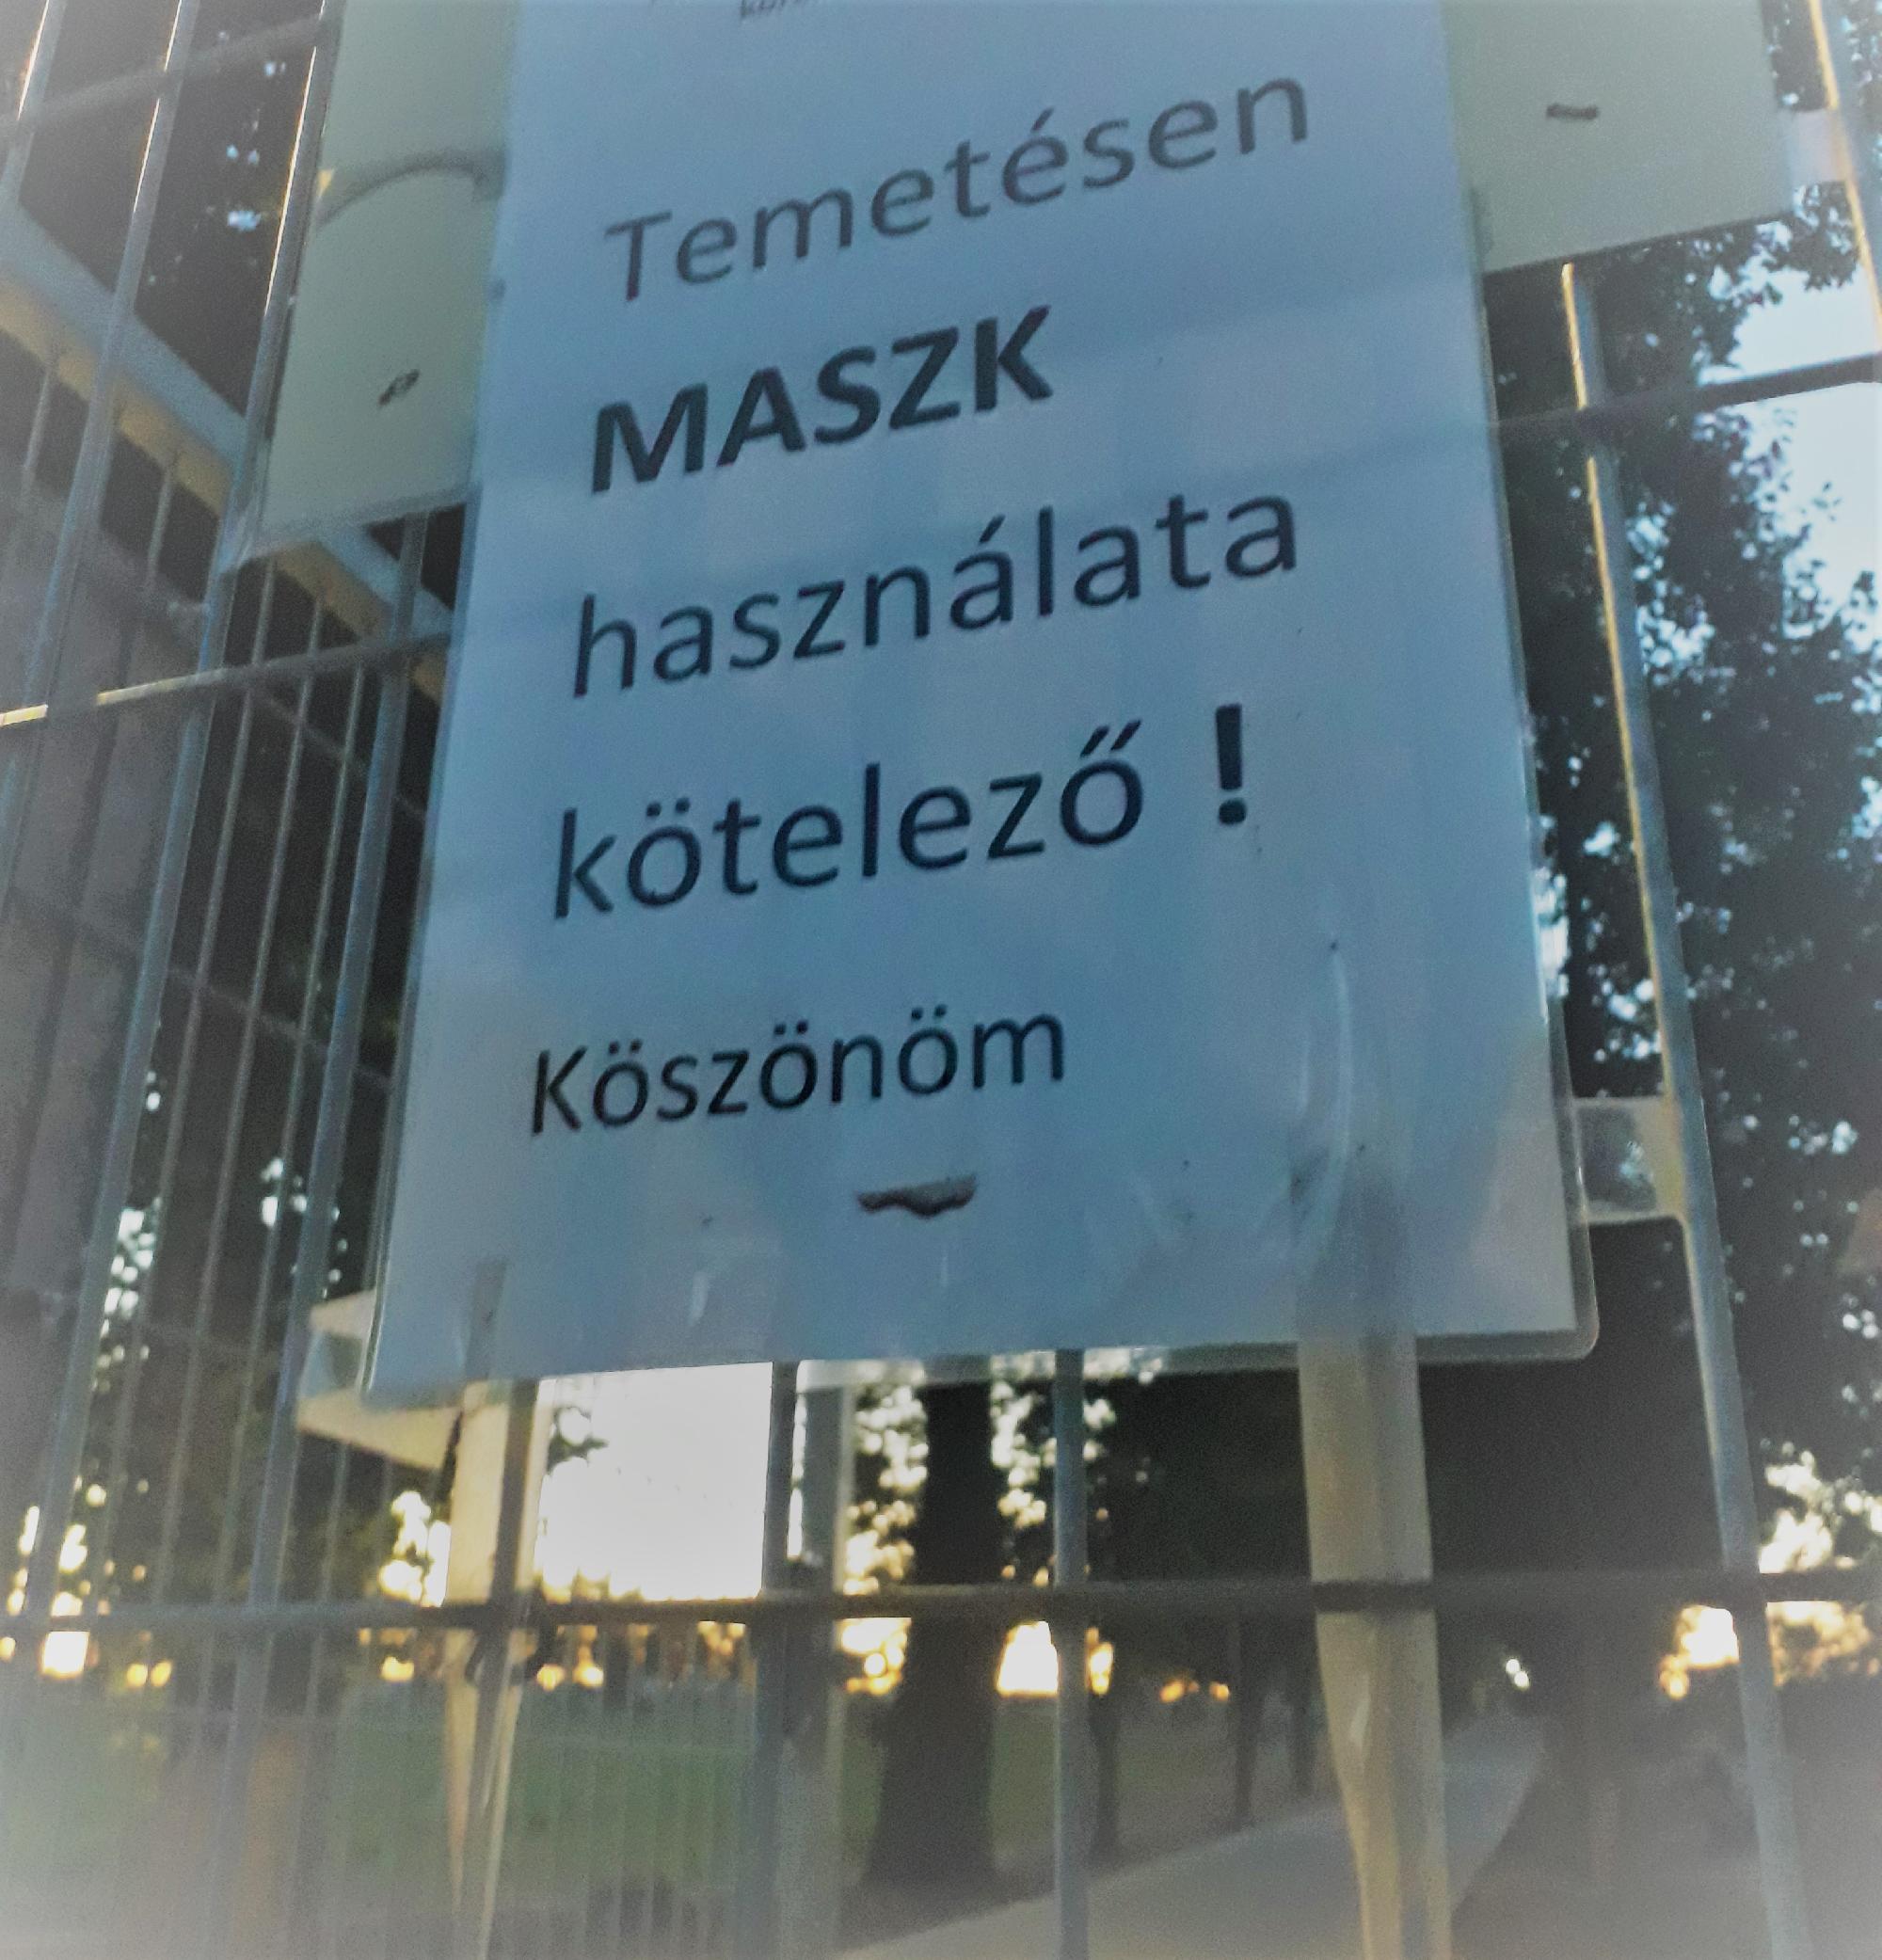 Temetésen
MASZK
használata
kötelező !
Köszönöm